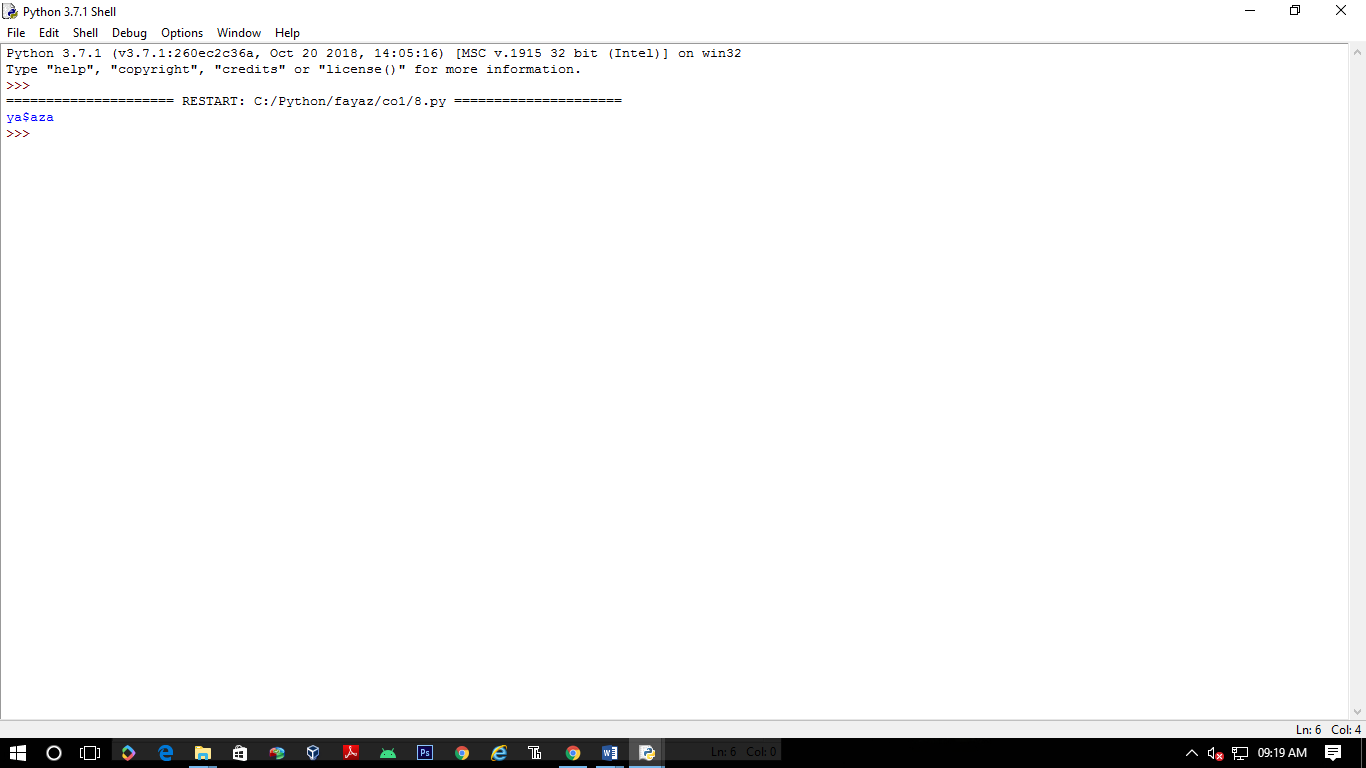 Python 3.7.1 Shell
File Edit Shell Debug Options Window Help
Python 3.7.1 (v3.7.1:260ec2c36a, Oct 20 2018, 14:05:16) [MSC v.1915 32 bit (Intel)] on win32
Type "help", "copyright", "credits" or "license()" for more information.
>>>
===================== RESTART: C:/Python/fayaz/co1/8.py =====================
ya$aza
>>>
Ln: 6 Col: 4
Ps
Ln: 6 Col: 0
09:19 AM